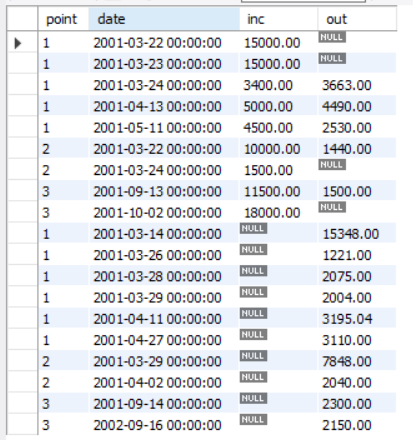 point date inc out
1 2001-03-22 00:00:00 15000.00 NULL
1 2001-03-23 00:00:00 15000.00 NULL
1 2001-03-24 00:00:00 3400.00 3663.00
1 2001-04-13 00:00:00 5000.00 4490.00
1 2001-05-11 00:00:00 4500.00 2530.00
2 2001-03-22 00:00:00 10000.00 1440.00
2 2001-03-24 00:00:00 1500.00 NULL
3 2001-09-13 00:00:00 11500.00 1500.00
3 2001-10-02 00:00:00 18000.00 NULL
1 2001-03-14 00:00:00 NULL 15348.00
1 2001-03-26 00:00:00 NULL 1221.00
1 2001-03-28 00:00:00 NULL 2075.00
1 2001-03-29 00:00:00 NULL 2004.00
1 2001-04-11 00:00:00 NULL 3195.04
1 2001-04-27 00:00:00 NULL 3110.00
2 2001-03-29 00:00:00 NULL 7848.00
2 2001-04-02 00:00:00 NULL 2040.00
3 2001-09-14 00:00:00 NULL 2300.00
3 2002-09-16 00:00:00 NULL 2150.00